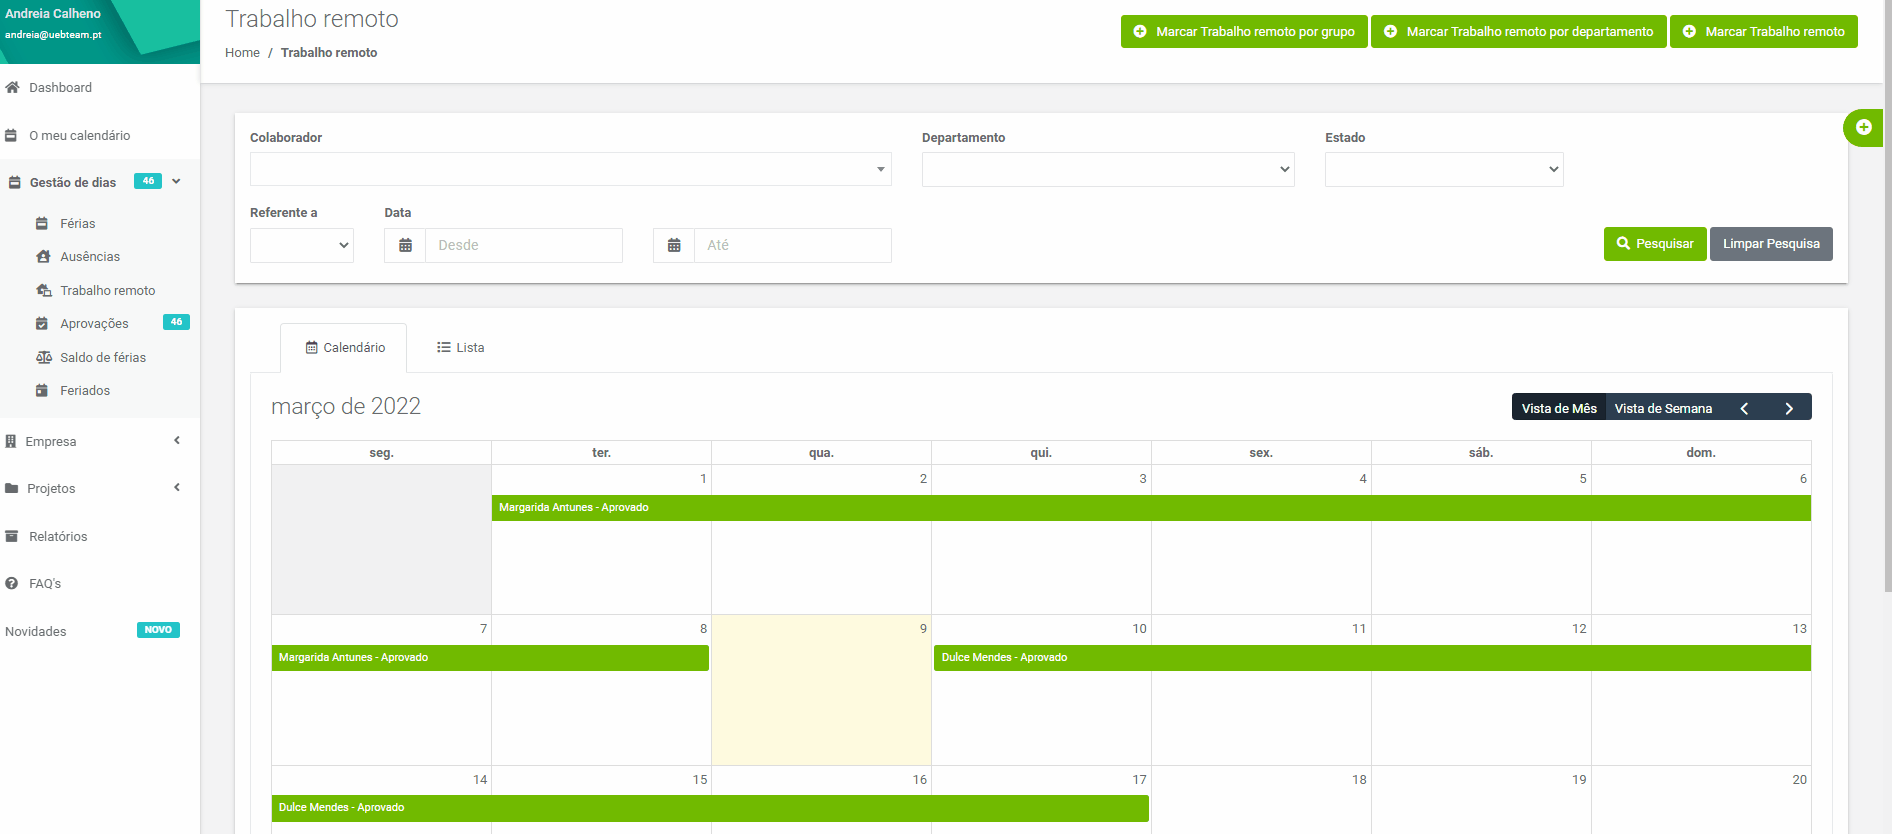 Andreia Calheno
andreia@uebteam.pt
Dashboard
O meu calendário
Gestão de dias 46
Férias
Ausências
Trabalho remoto
Aprovações 46
Saldo de férias
Feriados
Empresa
Projetos
Relatórios
FAQ's
Novidades NOVO
Trabalho remoto
Home / Trabalho remoto
Marcar Trabalho remoto por grupo
Marcar Trabalho remoto por departamento
Marcar Trabalho remoto
Colaborador
Departamento
Estado
Referente a
Data
Desde
Até
Pesquisar
Limpar Pesquisa
Calendário
Lista
março de 2022
Vista de Mês Vista de Semana
seg. ter. qua. qui. sex. sáb. dom.
1 2 3 4 5 6
Margarida Antunes - Aprovado
7 8 9 10 11 12 13
Margarida Antunes - Aprovado
Dulce Mendes - Aprovado
14 15 16 17 18 19 20
Dulce Mendes - Aprovado